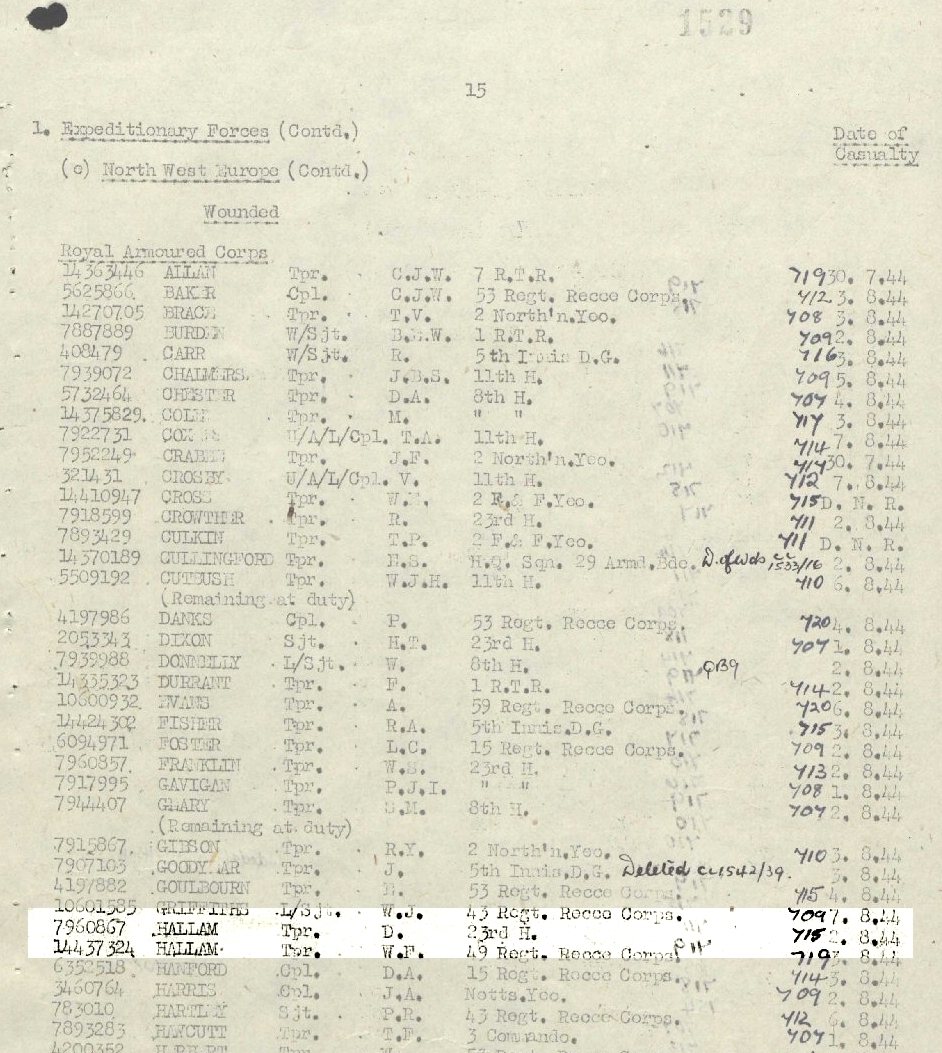 1529
15
1. Expeditionary Forces (Contd.)
Date of
Casualty
(c) North West Europe (Contd.)
Wounded
Royal Armoured Corps
14363446 ALLAN Tpr. C.J.W. 7 R.T.R. 719 30. 7.44
5625866 BAKER Cpl. C.J.W. 53 Regt. Recce Corps. 712 3. 8.44
14270705 BRACE Tpr. T.V. 2 North'n.Yeo. 708 3. 8.44
7887889 BURDEN W/Sjt. B.E.W. 1 R.T.R. 709 2. 8.44
408479 CARR W/Sjt. R. 5th Innis D.G. 716 3. 8.44
7939072 CHALMERS. Tpr. J.B.S. 11th H. 709 5. 8.44
5732464 CHESTER Tpr. D.A. 8th H. 707 4. 8.44
14375829. COLE Tpr. M. " " 717 3. 8.44
7922731 U/A/L/Cpl. T.A. 11th H. 714 7. 8.44
7952249 CRABB Tpr. J.F. 2 North'n.Yeo. 717 30. 7.44
321431 CROSBY U/A/L/Cpl. V. 11th H. 712 7. 8.44
14410947 CROSS Tpr. 2 F.& F.Yeo. 715 D. N. R.
7918599 CROWTHER Tpr. R. 23rd H. 711 2. 8.44
7893429 CULKIN Tpr. T.P. 2 F.& F.Yeo. 711 D. N. R.
14370189 CULLINGFORD Tpr. H.S. H.Q. Sqn. 29 Armd.Bde. D. of Wds 1533/16 2. 8.44
5509192 CUTBUSH Tpr. W.J.H. 11th H. 710 6. 8.44
(Remaining at duty)
4197986 DANKS Cpl. F. 53 Regt. Recce Corps. 720 4. 8.44
2053343 DIXON Sjt. H.T. 23rd H. 707 1. 8.44
7939988 DONNELLY L/Sjt. W. 8th H. 2. 8.44
14335323 DURRANT Tpr. F. 1 R.T.R. 714 2. 8.44
10600932 EVANS Tpr. A. 59 Regt. Recce Corps. 720 6. 8.44
14424302 FISHER Tpr. R.A. 5th Innis.D.G. 715 3. 8.44
6094971 FOSTER Tpr. L.C. 15 Regt. Recce Corps. 709 2. 8.44
7960857 FRANKLIN Tpr. W.S. 23rd H. 713 2. 8.44
7917995 GAVIGAN Tpr. P.J.I. " " 708 1. 8.44
7944407 GEARY Tpr. S.M. 8th H. 707 2. 8.44
(Remaining at duty)
7915867 GIBSON Tpr. R.Y. 2 North'n.Yeo. 710 3. 8.44
7907103 GOODYEAR Tpr. J. 5th Innis.D.G. Deleted CL1542/39. 3. 8.44
4197882 GOULBOURN Tpr. H. 53 Regt. Recce Corps. 715 4. 8.44
10601585 GRIFFITHS L/Sjt. W.J. 43 Regt. Recce Corps. 709 7. 8.44
7960867 HALLAM Tpr. D. 23rd H. 715 2. 8.44
14437324 HALLAM Tpr. W.F. 49 Regt. Recce Corps. 719 8.44
6352518 HANFORD Cpl. D.A. 15 Regt. Recce Corps. 714 3. 8.44
3460764 HARRIS Cpl. J.A. Notts.Yeo. 709 2. 8.44
783010 HARTLEY Sjt. P.R. 43 Regt. Recce Corps. 712 6. 8.44
7893283 HAYCUTT Tpr. T.F. 3 Commando. 707 1. 8.44
4200352